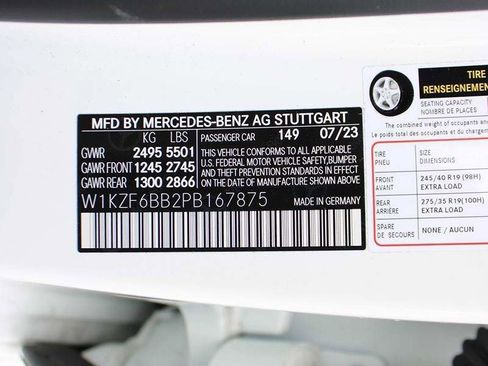 MFD BY MERCEDES-BENZ AG STUTTGART
KG LBS PASSENGER CAR 149 07/23
GVWR 2495 5501
GAWR FRONT 1245 2745
GAWR REAR 1300 2866
THIS VEHICLE CONFORMS TO ALL APPLICABLE
U.S. FEDERAL MOTOR VEHICLE SAFETY, BUMPER
AND THEFT PREVENTION STANDARDS IN
EFFECT ON THE DATE OF MANUFACTURE
SHOWN ABOVE.
W1KZF6BB2PB167875
MADE IN GERMANY
TIRE
RENSEIGNEMEN
SEATING CAPACITY
NOMBRE DE PLACES
The combined weight of occupants and
Le poids total des occupants et
TIRE
PNEU
SIZE
DIMENSIONS
FRONT
AVANT
245/40 R19 (98H)
EXTRA LOAD
REAR
ARRIÈRE
275/35 R19(100H)
EXTRA LOAD
SPARE
DE SECOURS
NONE / AUCUN